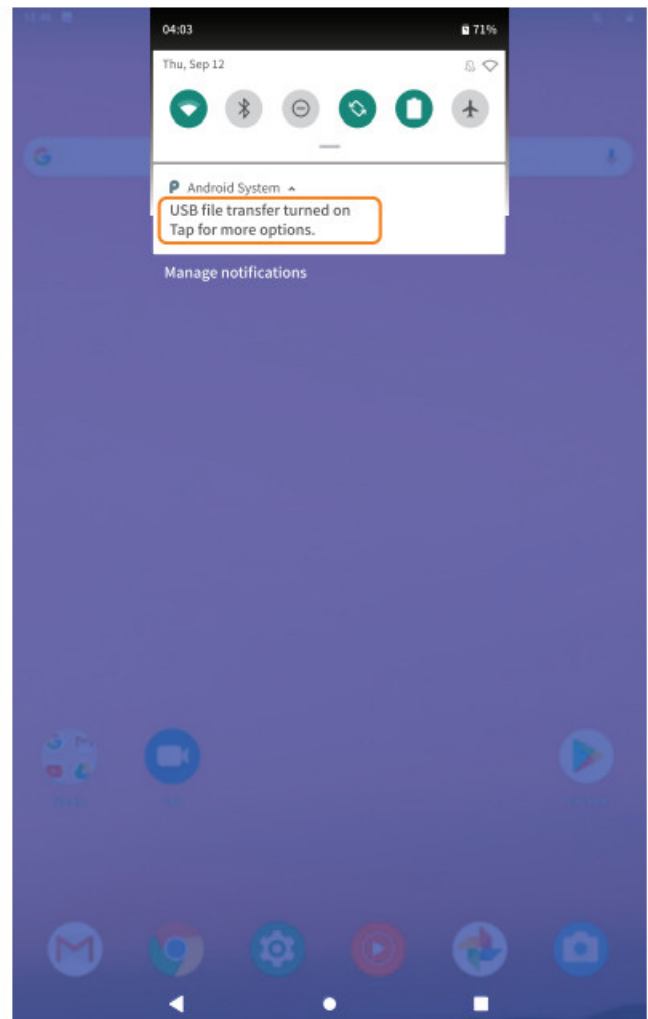 04:03
71%
Thu, Sep 12
Android System
USB file transfer turned on
Tap for more options.
Manage notifications